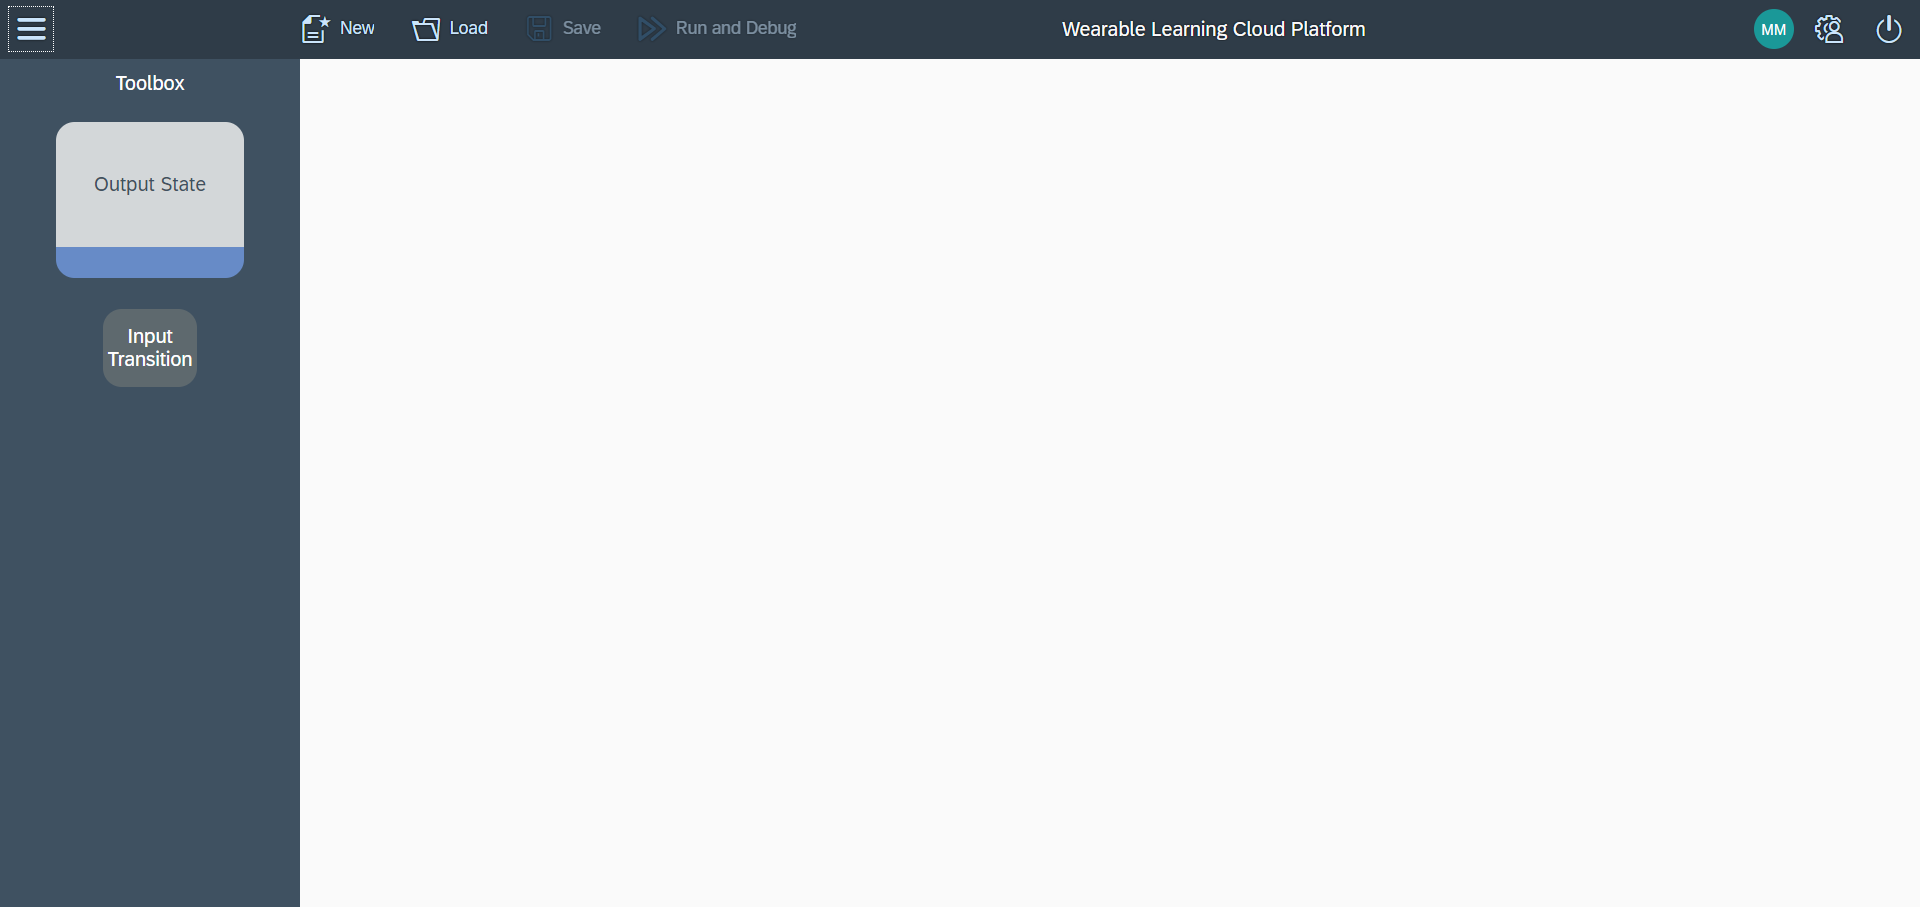 New
Load
Save
Run and Debug
Wearable Learning Cloud Platform
MM
Toolbox
Output State
Input
Transition